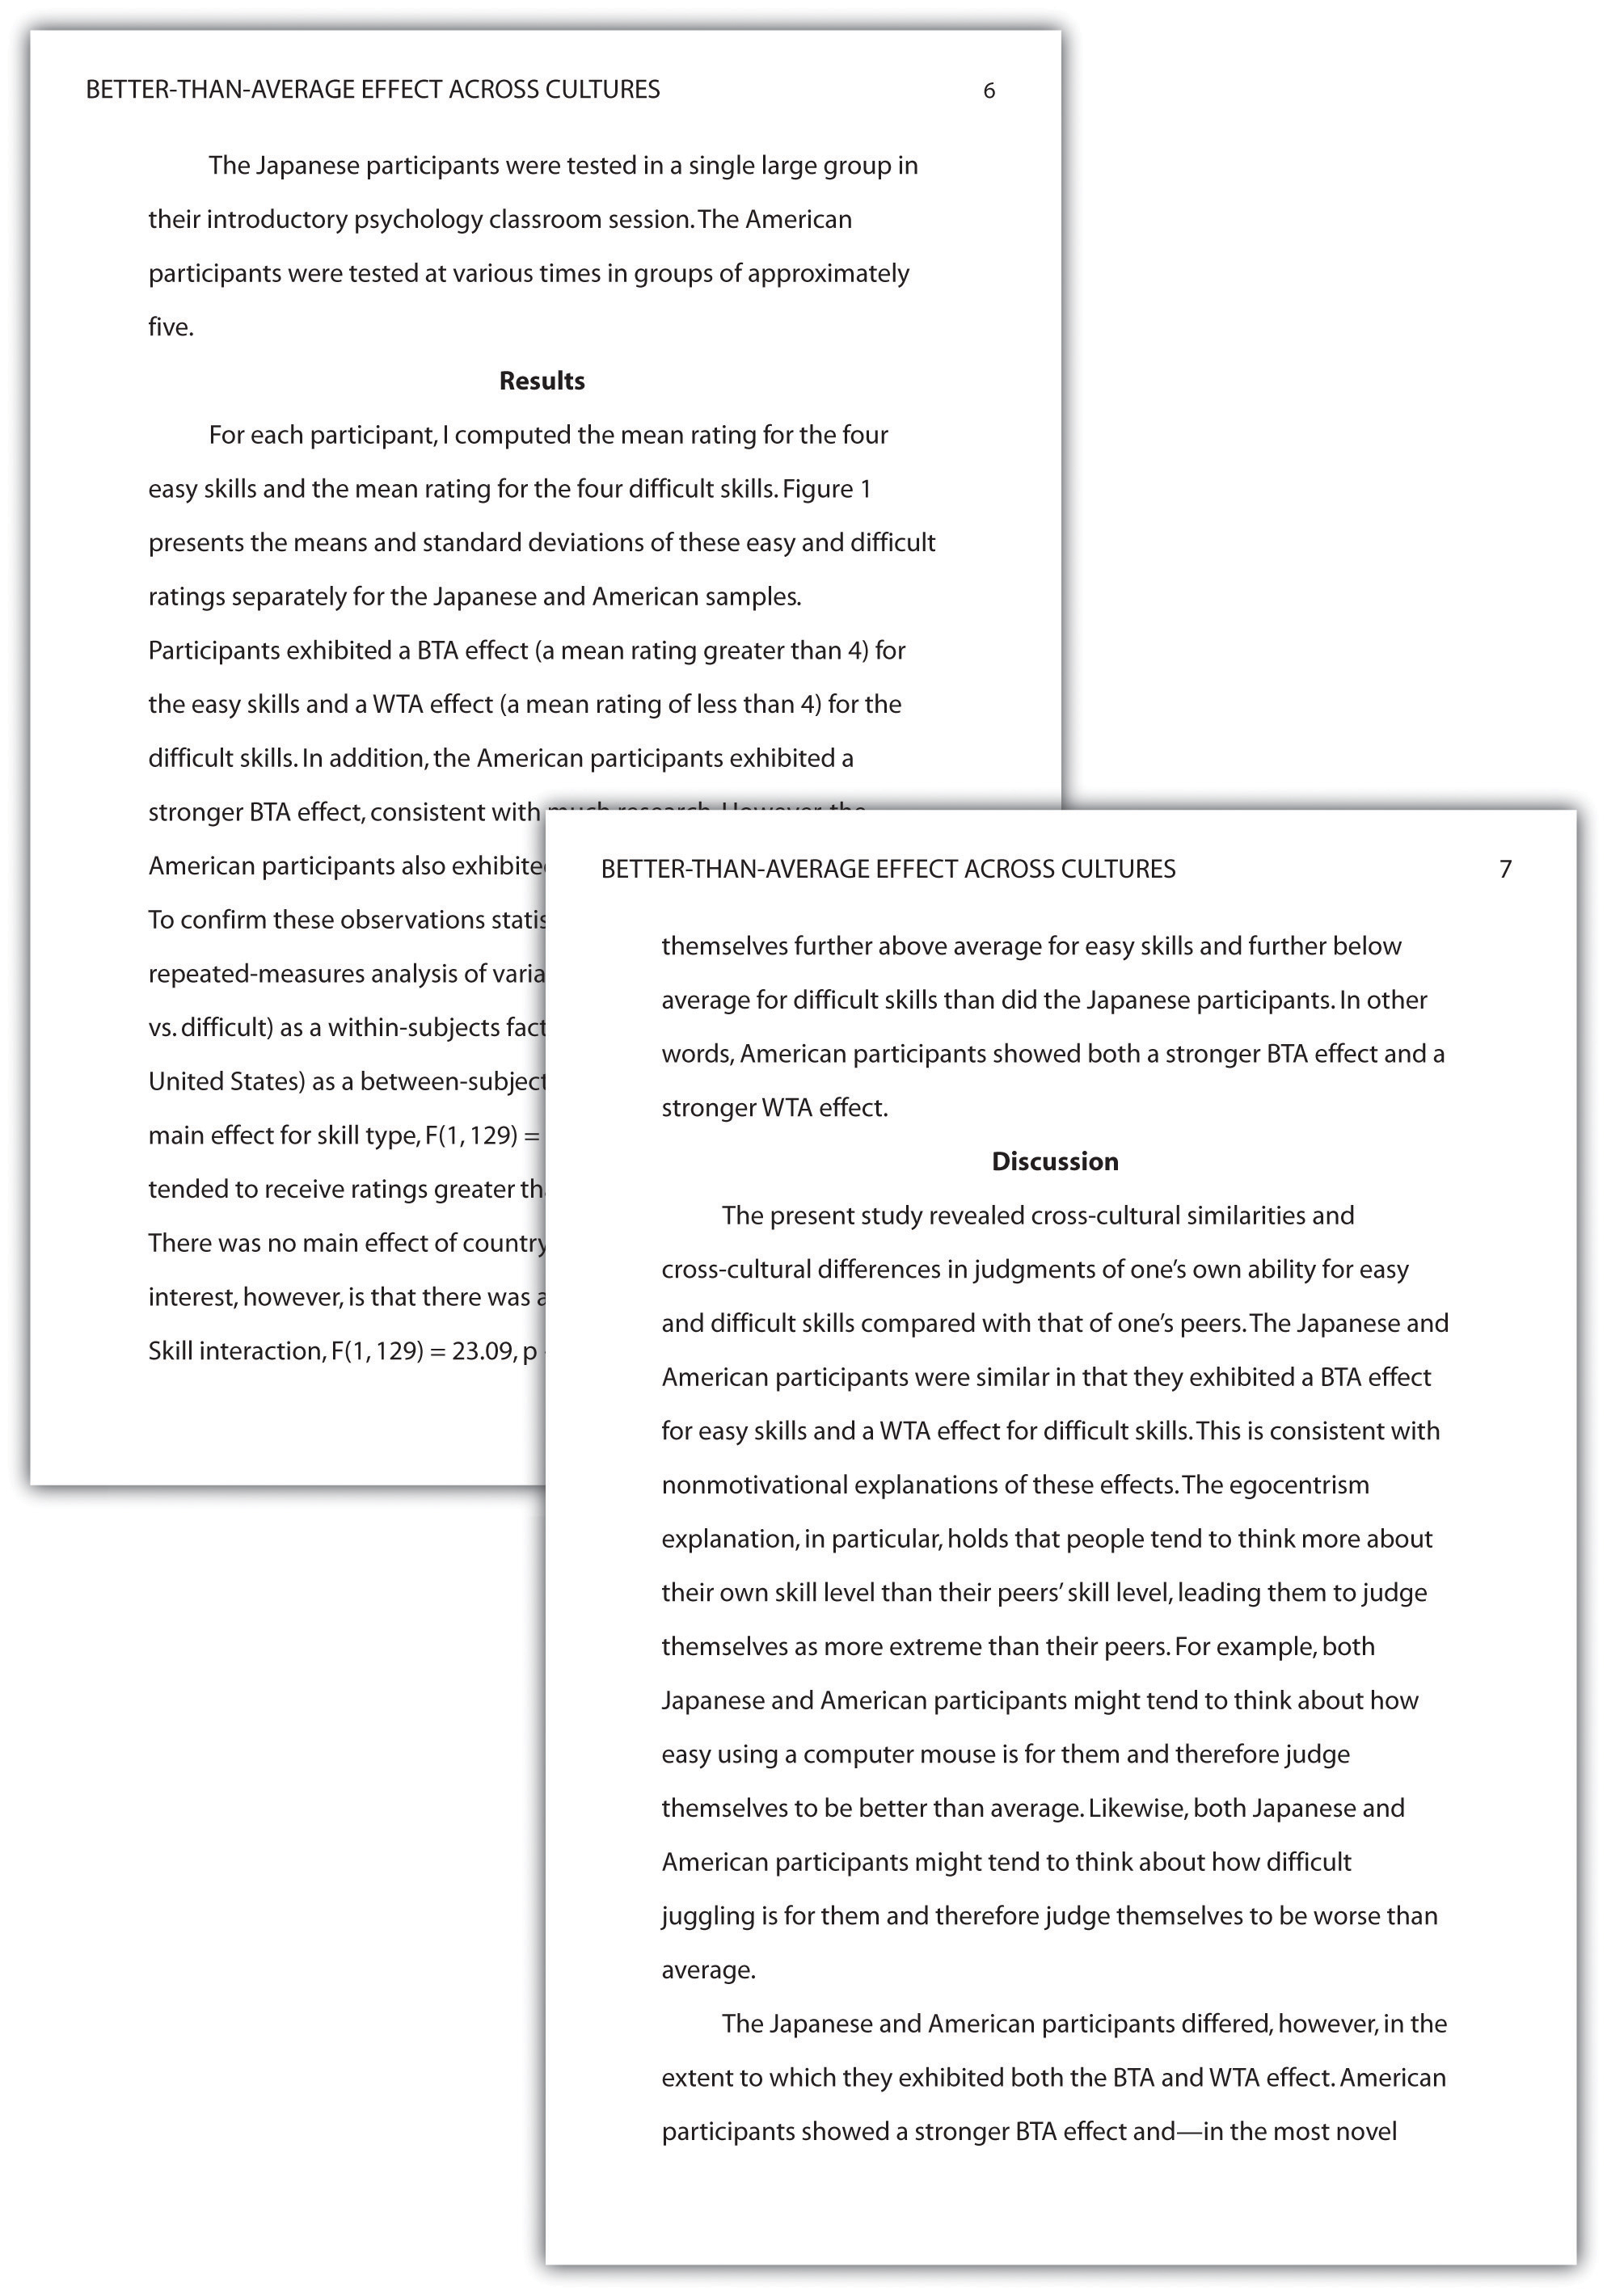 BETTER-THAN-AVERAGE EFFECT ACROSS CULTURES 6
The Japanese participants were tested in a single large group in
their introductory psychology classroom session. The American
participants were tested at various times in groups of approximately
five.
Results
For each participant, I computed the mean rating for the four
easy skills and the mean rating for the four difficult skills. Figure 1
presents the means and standard deviations of these easy and difficult
ratings separately for the Japanese and American samples.
Participants exhibited a BTA effect (a mean rating greater than 4) for
the easy skills and a WTA effect (a mean rating of less than 4) for the
difficult skills. In addition, the American participants exhibited a
stronger BTA effect, consistent with much research. However, the
American participants also
To confirm these observations
repeated-measures analysis of
vs. difficult) as a within-subjects
United States) as a
main effect for skill type, F(1, 129) =
tended to receive ratings greater
There was no main effect of country
interest, however, is that there was
Skill interaction, F(1, 129) = 23.09, p
BETTER-THAN-AVERAGE EFFECT ACROSS CULTURES 7
themselves further above average for easy skills and further below
average for difficult skills than did the Japanese participants. In other
words, American participants showed both a stronger BTA effect and a
stronger WTA effect.
Discussion
The present study revealed cross-cultural similarities and
cross-cultural differences in judgments of one's own ability for easy
and difficult skills compared with that of one's peers. The Japanese and
American participants were similar in that they exhibited a BTA effect
for easy skills and a WTA effect for difficult skills. This is consistent with
nonmotivational explanations of these effects. The egocentrism
explanation, in particular, holds that people tend to think more about
their own skill level than their peers' skill level, leading them to judge
themselves as more extreme than their peers. For example, both
Japanese and American participants might tend to think about how
easy using a computer mouse is for them and therefore judge
themselves to be better than average. Likewise, both Japanese and
American participants might tend to think about how difficult
juggling is for them and therefore judge themselves to be worse than
average.
The Japanese and American participants differed, however, in the
extent to which they exhibited both the BTA and WTA effect. American
participants showed a stronger BTA effect and—in the most novel